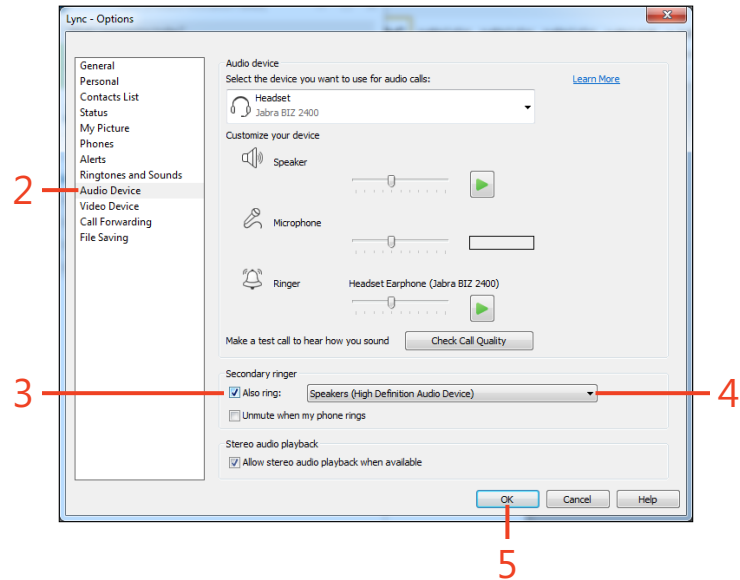 Lync - Options
General
Personal
Contacts List
Status
My Picture
Phones
Alerts
Ringtones and Sounds
2
Audio Device
Video Device
Call Forwarding
File Saving
Audio device
Select the device you want to use for audio calls:
Learn More
Headset
Jabra BIZ 2400
Customize your device
Speaker
Microphone
Ringer
Headset Earphone (Jabra BIZ 2400)
Make a test call to hear how you sound
Check Call Quality
Secondary ringer
3
Also ring:
Speakers (High Definition Audio Device)
4
Unmute when my phone rings
Stereo audio playback
Allow stereo audio playback when available
OK
Cancel
Help
5